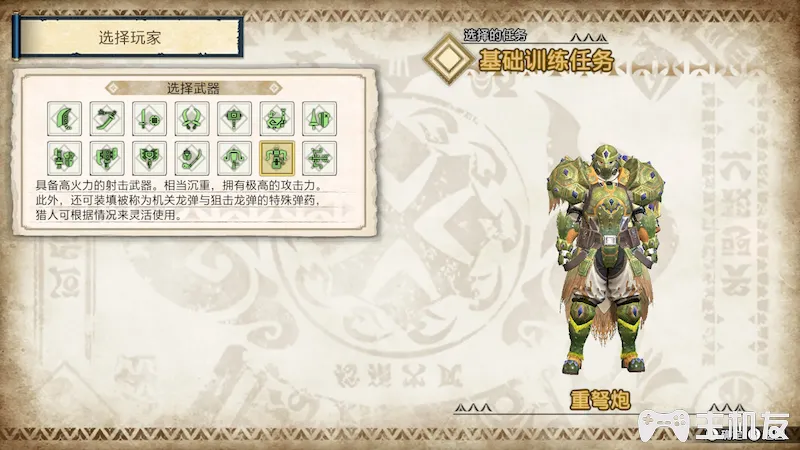 选择玩家
选择的任务
基础训练任务
选择武器
具备高火力的射击武器。相当沉重，拥有极高的攻击力。
此外，还可装填被称为机关龙弹与狙击龙弹的特殊弹药，
猎人可根据情况来灵活使用。
重弩炮
主机友